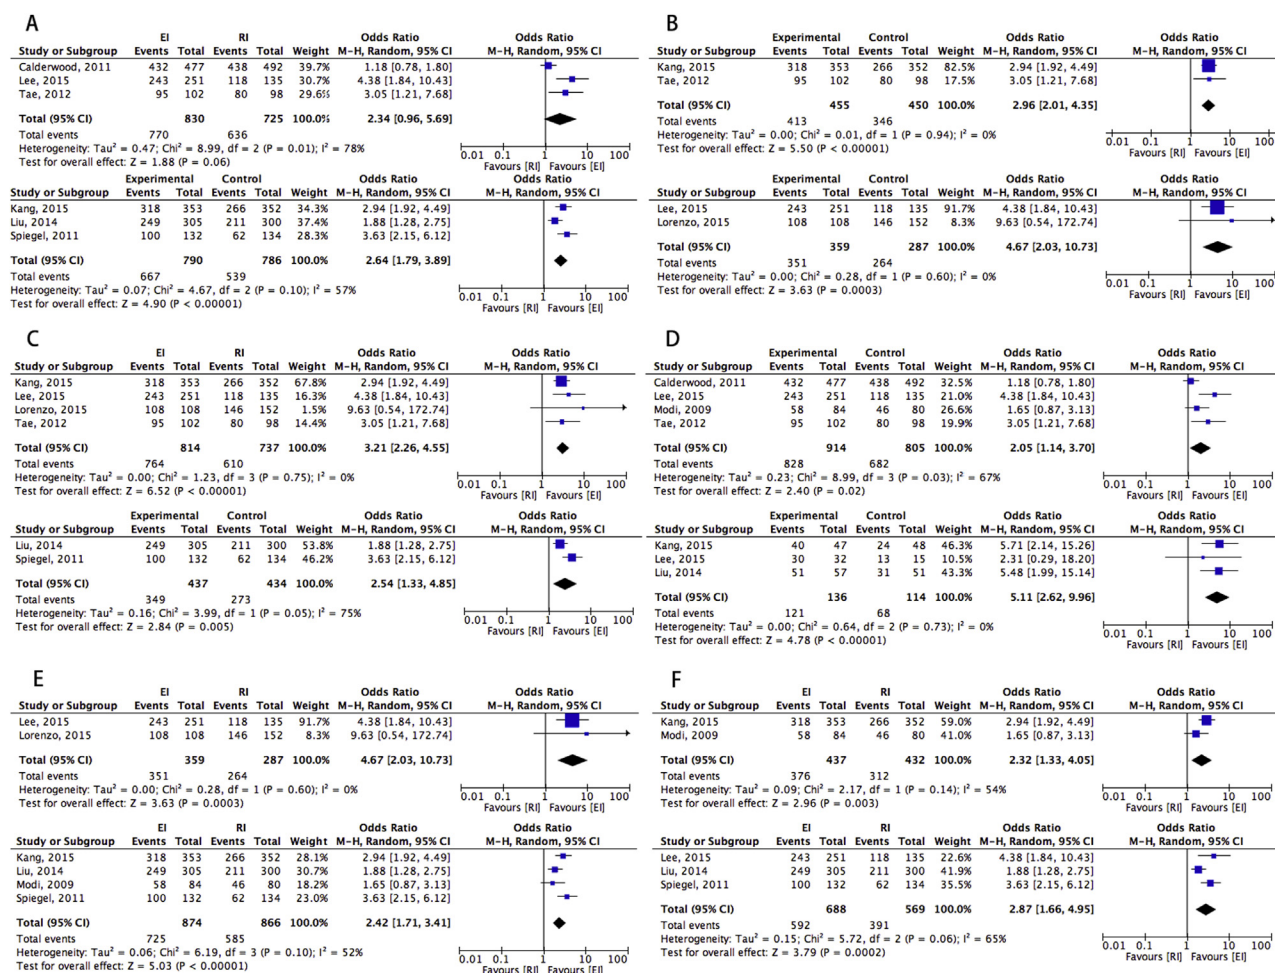 A
EI RI Odds Ratio Odds Ratio
Study or Subgroup Events Total Events Total Weight M-H, Random, 95% CI M-H, Random, 95% CI
Calderwood, 2011 432 477 438 492 39.7% 1.18 [0.78, 1.80]
Lee, 2015 243 251 118 135 30.7% 4.38 [1.84, 10.43]
Tae, 2012 95 102 80 98 29.6% 3.05 [1.21, 7.68]
Total (95% CI) 830 725 100.0% 2.34 [0.96, 5.69]
Total events 770 636
Heterogeneity: Tau² = 0.47; Chi² = 8.99, df = 2 (P = 0.01); I² = 78%
Test for overall effect: Z = 1.88 (P = 0.06)
0.01 0.1 1 10 100
Favours [RI] Favours [EI]
Experimental Control Odds Ratio Odds Ratio
Study or Subgroup Events Total Events Total Weight M-H, Random, 95% CI M-H, Random, 95% CI
Kang, 2015 318 353 266 352 34.3% 2.94 [1.92, 4.49]
Liu, 2014 249 305 211 300 37.4% 1.88 [1.28, 2.75]
Spiegel, 2011 100 132 62 134 28.3% 3.63 [2.15, 6.12]
Total (95% CI) 790 786 100.0% 2.64 [1.79, 3.89]
Total events 667 539
Heterogeneity: Tau² = 0.07; Chi² = 4.67, df = 2 (P = 0.10); I² = 57%
Test for overall effect: Z = 4.90 (P < 0.00001)
0.01 0.1 1 10 100
Favours [RI] Favours [EI]
B
Experimental Control Odds Ratio Odds Ratio
Study or Subgroup Events Total Events Total Weight M-H, Random, 95% CI M-H, Random, 95% CI
Kang, 2015 318 353 266 352 82.5% 2.94 [1.92, 4.49]
Tae, 2012 95 102 80 98 17.5% 3.05 [1.21, 7.68]
Total (95% CI) 455 450 100.0% 2.96 [2.01, 4.35]
Total events 413 346
Heterogeneity: Tau² = 0.00; Chi² = 0.01, df = 1 (P = 0.94); I² = 0%
Test for overall effect: Z = 5.50 (P < 0.00001)
0.01 0.1 1 10 100
Favours [RI] Favours [EI]
Experimental Control Odds Ratio Odds Ratio
Study or Subgroup Events Total Events Total Weight M-H, Random, 95% CI M-H, Random, 95% CI
Lee, 2015 243 251 118 135 91.7% 4.38 [1.84, 10.43]
Lorenzo, 2015 108 108 146 152 8.3% 9.63 [0.54, 172.74]
Total (95% CI) 359 287 100.0% 4.67 [2.03, 10.73]
Total events 351 264
Heterogeneity: Tau² = 0.00; Chi² = 0.28, df = 1 (P = 0.60); I² = 0%
Test for overall effect: Z = 3.63 (P = 0.0003)
0.01 0.1 1 10 100
Favours [RI] Favours [EI]
C
EI RI Odds Ratio Odds Ratio
Study or Subgroup Events Total Events Total Weight M-H, Random, 95% CI M-H, Random, 95% CI
Kang, 2015 318 353 266 352 67.8% 2.94 [1.92, 4.49]
Lee, 2015 243 251 118 135 16.3% 4.38 [1.84, 10.43]
Lorenzo, 2015 108 108 146 152 1.5% 9.63 [0.54, 172.74]
Tae, 2012 95 102 80 98 14.4% 3.05 [1.21, 7.68]
Total (95% CI) 814 737 100.0% 3.21 [2.26, 4.55]
Total events 764 610
Heterogeneity: Tau² = 0.00; Chi² = 1.23, df = 3 (P = 0.75); I² = 0%
Test for overall effect: Z = 6.52 (P < 0.00001)
0.01 0.1 1 10 100
Favours [RI] Favours [EI]
Experimental Control Odds Ratio Odds Ratio
Study or Subgroup Events Total Events Total Weight M-H, Random, 95% CI M-H, Random, 95% CI
Liu, 2014 249 305 211 300 53.8% 1.88 [1.28, 2.75]
Spiegel, 2011 100 132 62 134 46.2% 3.63 [2.15, 6.12]
Total (95% CI) 437 434 100.0% 2.54 [1.33, 4.85]
Total events 349 273
Heterogeneity: Tau² = 0.16; Chi² = 3.99, df = 1 (P = 0.05); I² = 75%
Test for overall effect: Z = 2.84 (P = 0.005)
0.01 0.1 1 10 100
Favours [RI] Favours [EI]
D
Experimental Control Odds Ratio Odds Ratio
Study or Subgroup Events Total Events Total Weight M-H, Random, 95% CI M-H, Random, 95% CI
Calderwood, 2011 432 477 438 492 32.5% 1.18 [0.78, 1.80]
Lee, 2015 243 251 118 135 21.0% 4.38 [1.84, 10.43]
Modi, 2009 58 84 46 80 26.6% 1.65 [0.87, 3.13]
Tae, 2012 95 102 80 98 19.9% 3.05 [1.21, 7.68]
Total (95% CI) 914 805 100.0% 2.05 [1.14, 3.70]
Total events 828 682
Heterogeneity: Tau² = 0.23; Chi² = 8.99, df = 3 (P = 0.03); I² = 67%
Test for overall effect: Z = 2.40 (P = 0.02)
0.01 0.1 1 10 100
Favours [RI] Favours [EI]
Experimental Control Odds Ratio Odds Ratio
Study or Subgroup Events Total Events Total Weight M-H, Random, 95% CI M-H, Random, 95% CI
Kang, 2015 40 47 24 48 46.3% 5.71 [2.14, 15.26]
Lee, 2015 30 32 13 15 10.5% 2.31 [0.29, 18.20]
Liu, 2014 51 57 31 51 43.3% 5.48 [1.99, 15.14]
Total (95% CI) 136 114 100.0% 5.11 [2.62, 9.96]
Total events 121 68
Heterogeneity: Tau² = 0.00; Chi² = 0.64, df = 2 (P = 0.73); I² = 0%
Test for overall effect: Z = 4.78 (P < 0.00001)
0.01 0.1 1 10 100
Favours [RI] Favours [EI]
E
EI RI Odds Ratio Odds Ratio
Study or Subgroup Events Total Events Total Weight M-H, Random, 95% CI M-H, Random, 95% CI
Lee, 2015 243 251 118 135 91.7% 4.38 [1.84, 10.43]
Lorenzo, 2015 108 108 146 152 8.3% 9.63 [0.54, 172.74]
Total (95% CI) 359 287 100.0% 4.67 [2.03, 10.73]
Total events 351 264
Heterogeneity: Tau² = 0.00; Chi² = 0.28, df = 1 (P = 0.60); I² = 0%
Test for overall effect: Z = 3.63 (P = 0.0003)
0.01 0.1 1 10 100
Favours [RI] Favours [EI]
EI RI Odds Ratio Odds Ratio
Study or Subgroup Events Total Events Total Weight M-H, Random, 95% CI M-H, Random, 95% CI
Kang, 2015 318 353 266 352 28.1% 2.94 [1.92, 4.49]
Liu, 2014 249 305 211 300 30.7% 1.88 [1.28, 2.75]
Modi, 2009 58 84 46 80 18.2% 1.65 [0.87, 3.13]
Spiegel, 2011 100 132 62 134 23.0% 3.63 [2.15, 6.12]
Total (95% CI) 874 866 100.0% 2.42 [1.71, 3.41]
Total events 725 585
Heterogeneity: Tau² = 0.06; Chi² = 6.19, df = 3 (P = 0.10); I² = 52%
Test for overall effect: Z = 5.03 (P < 0.00001)
0.01 0.1 1 10 100
Favours [RI] Favours [EI]
F
EI RI Odds Ratio Odds Ratio
Study or Subgroup Events Total Events Total Weight M-H, Random, 95% CI M-H, Random, 95% CI
Kang, 2015 318 353 266 352 59.0% 2.94 [1.92, 4.49]
Modi, 2009 58 84 46 80 41.0% 1.65 [0.87, 3.13]
Total (95% CI) 437 432 100.0% 2.32 [1.33, 4.05]
Total events 376 312
Heterogeneity: Tau² = 0.09; Chi² = 2.17, df = 1 (P = 0.14); I² = 54%
Test for overall effect: Z = 2.96 (P = 0.003)
0.01 0.1 1 10 100
Favours [RI] Favours [EI]
EI RI Odds Ratio Odds Ratio
Study or Subgroup Events Total Events Total Weight M-H, Random, 95% CI M-H, Random, 95% CI
Lee, 2015 243 251 118 135 22.6% 4.38 [1.84, 10.43]
Liu, 2014 249 305 211 300 41.9% 1.88 [1.28, 2.75]
Spiegel, 2011 100 132 62 134 35.5% 3.63 [2.15, 6.12]
Total (95% CI) 688 569 100.0% 2.87 [1.66, 4.95]
Total events 592 391
Heterogeneity: Tau² = 0.15; Chi² = 5.72, df = 2 (P = 0.06); I² = 65%
Test for overall effect: Z = 3.79 (P = 0.0002)
0.01 0.1 1 10 100
Favours [RI] Favours [EI]